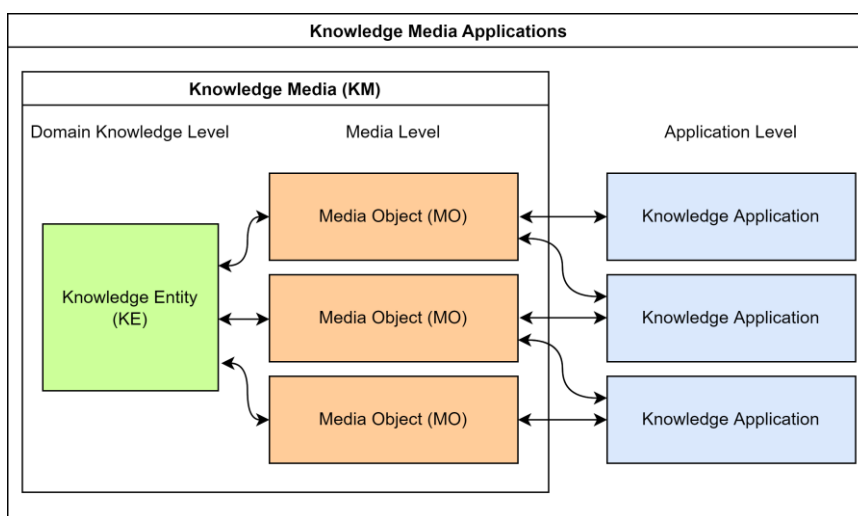 Knowledge Media Applications
Knowledge Media (KM)
Domain Knowledge Level
Media Level
Application Level
Knowledge Entity
(KE)
Media Object (MO)
Media Object (MO)
Media Object (MO)
Knowledge Application
Knowledge Application
Knowledge Application